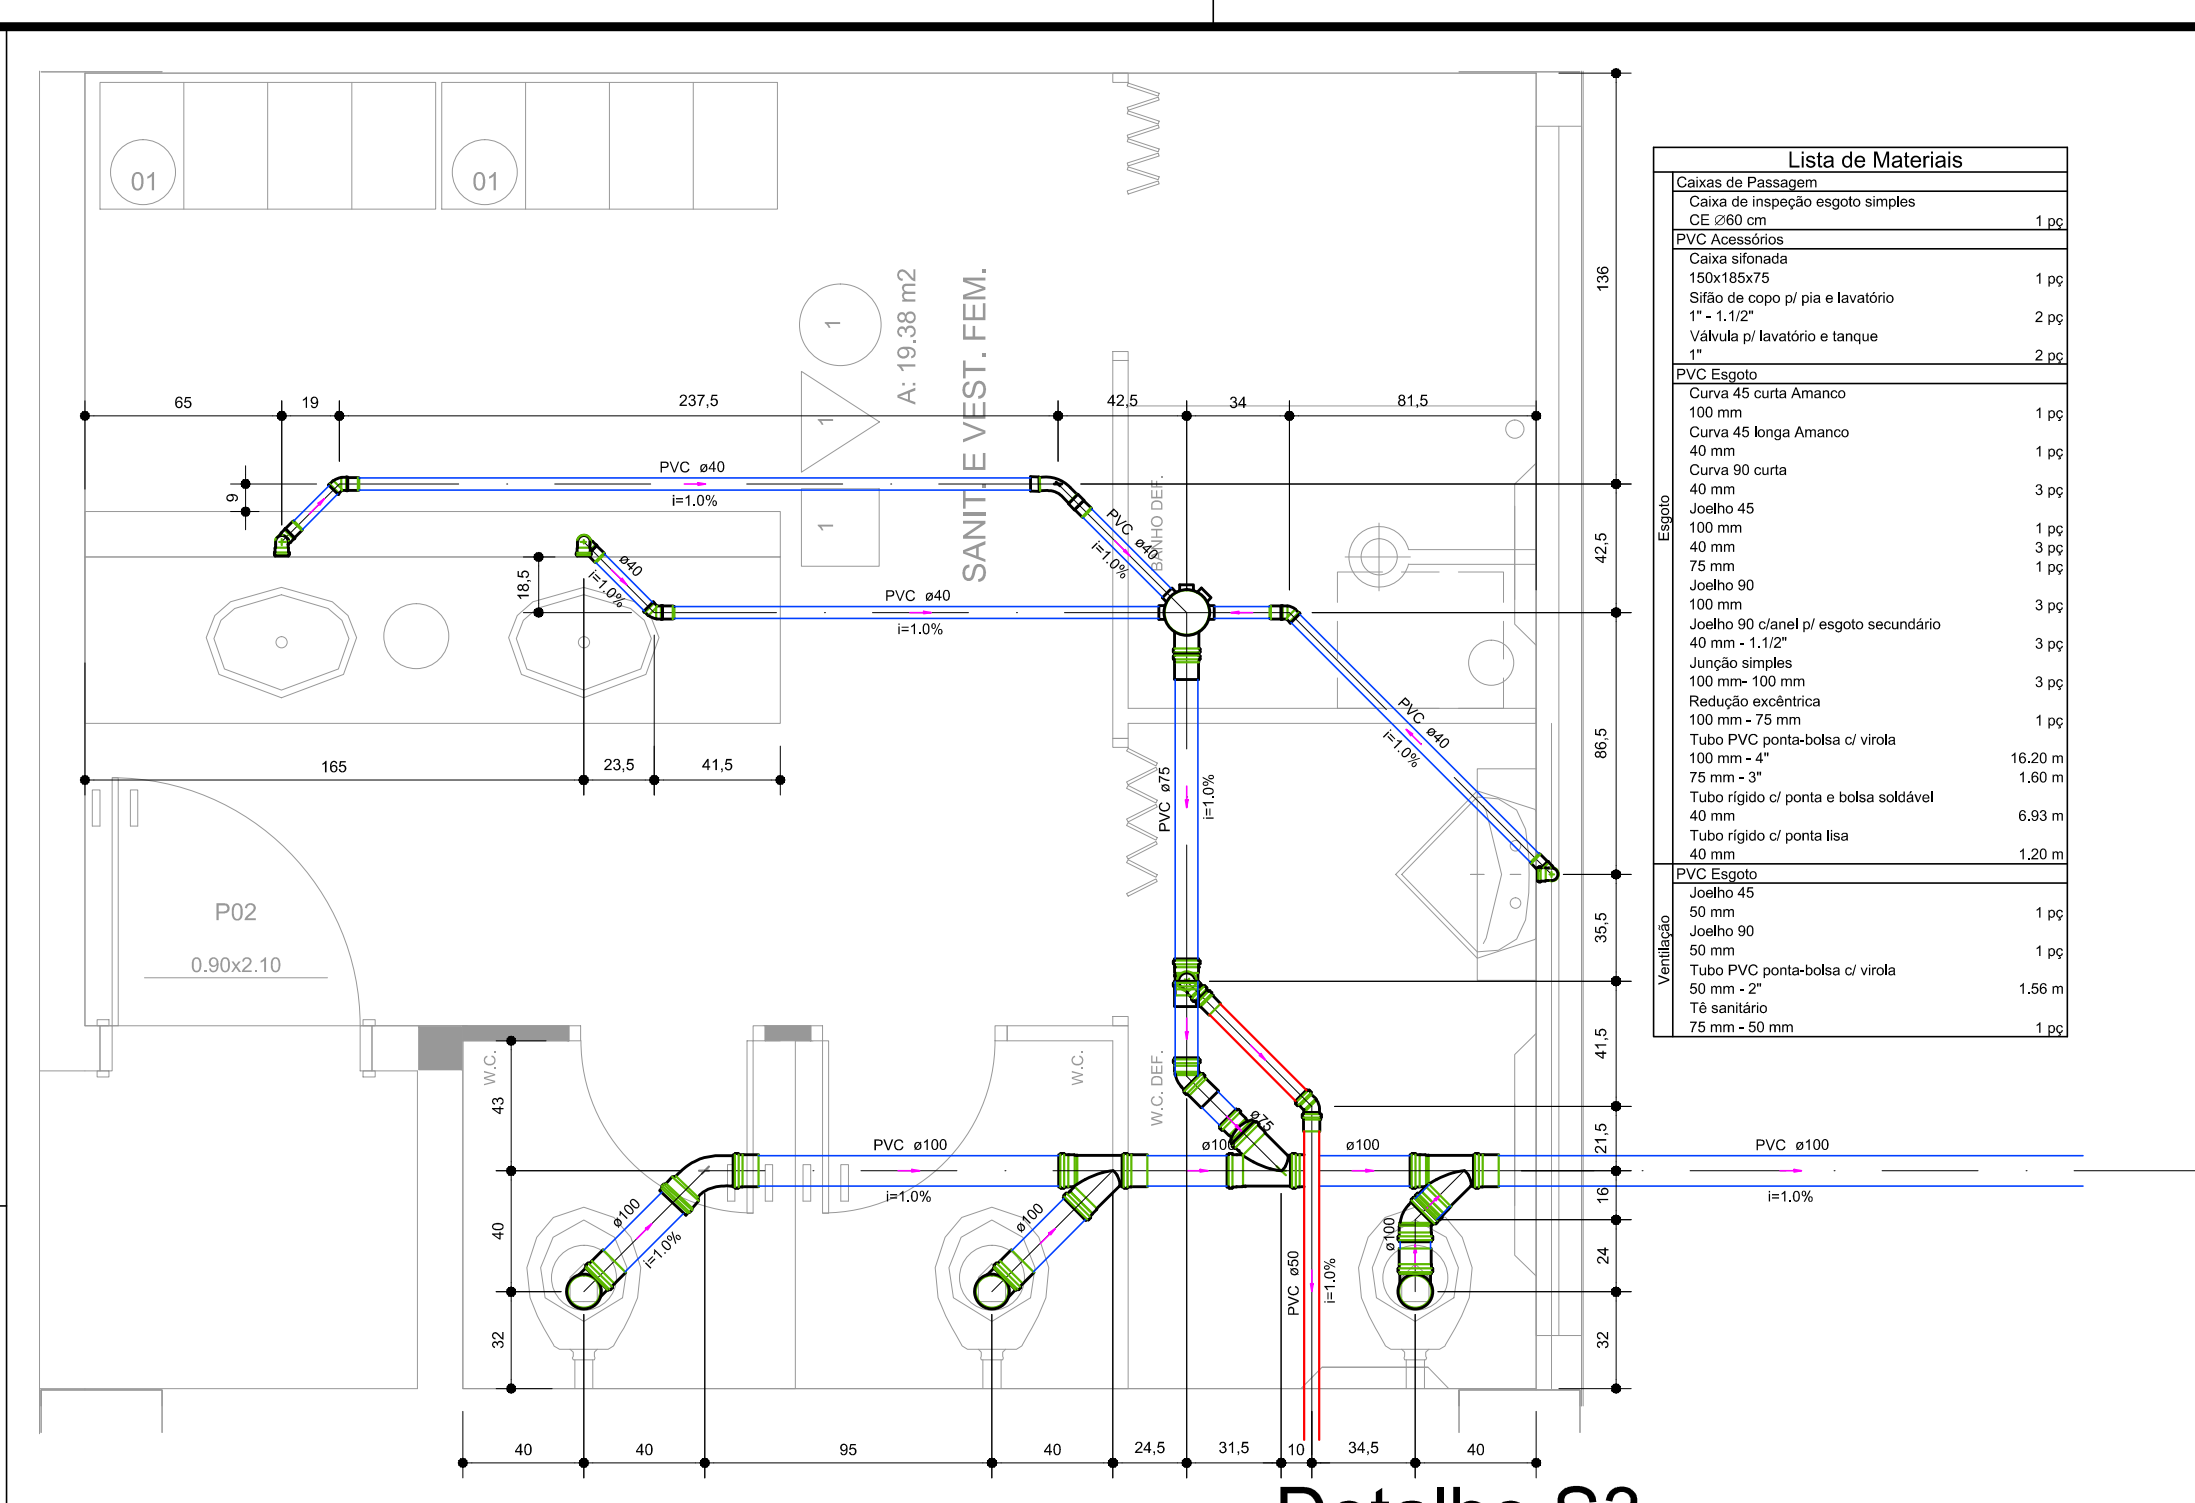 01
01
1
1
1
A: 19.38 m2
SANIT. E VEST. FEM.
65
19
237,5
42,5
34
81,5
9
PVC ø40
i=1.0%
PVC ø40
i=1.0%
BANHO DEF.
ø40
i=1.0%
18,5
PVC ø40
i=1.0%
PVC ø40
i=1.0%
165
23,5
41,5
PVC ø75
i=1.0%
P02
0.90x2.10
W.C.
W.C.
W.C. DEF.
43
40
32
PVC ø100
i=1.0%
ø100
ø75
ø100
PVC ø100
i=1.0%
ø100
i=1.0%
ø100
ø100
PVC ø50
i=1.0%
136
42,5
86,5
35,5
41,5
21,5
16
24
32
40
40
95
40
24,5
31,5
10
34,5
40
Lista de Materiais
Esgoto
Caixas de Passagem
Caixa de inspeção esgoto simples
CE Ø60 cm 1 pç
PVC Acessórios
Caixa sifonada
150x185x75 1 pç
Sifão de copo p/ pia e lavatório
1" - 1.1/2" 2 pç
Válvula p/ lavatório e tanque
1" 2 pç
PVC Esgoto
Curva 45 curta Amanco
100 mm 1 pç
Curva 45 longa Amanco
40 mm 1 pç
Curva 90 curta
40 mm 3 pç
Joelho 45
100 mm 1 pç
40 mm 3 pç
75 mm 1 pç
Joelho 90
100 mm 3 pç
Joelho 90 c/anel p/ esgoto secundário
40 mm - 1.1/2" 3 pç
Junção simples
100 mm- 100 mm 3 pç
Redução excêntrica
100 mm - 75 mm 1 pç
Tubo PVC ponta-bolsa c/ virola
100 mm - 4" 16.20 m
75 mm - 3" 1.60 m
Tubo rígido c/ ponta e bolsa soldável
40 mm 6.93 m
Tubo rígido c/ ponta lisa
40 mm 1.20 m
Ventilação
PVC Esgoto
Joelho 45
50 mm 1 pç
Joelho 90
50 mm 1 pç
Tubo PVC ponta-bolsa c/ virola
50 mm - 2" 1.56 m
Tê sanitário
75 mm - 50 mm 1 pç
Detalhe S3